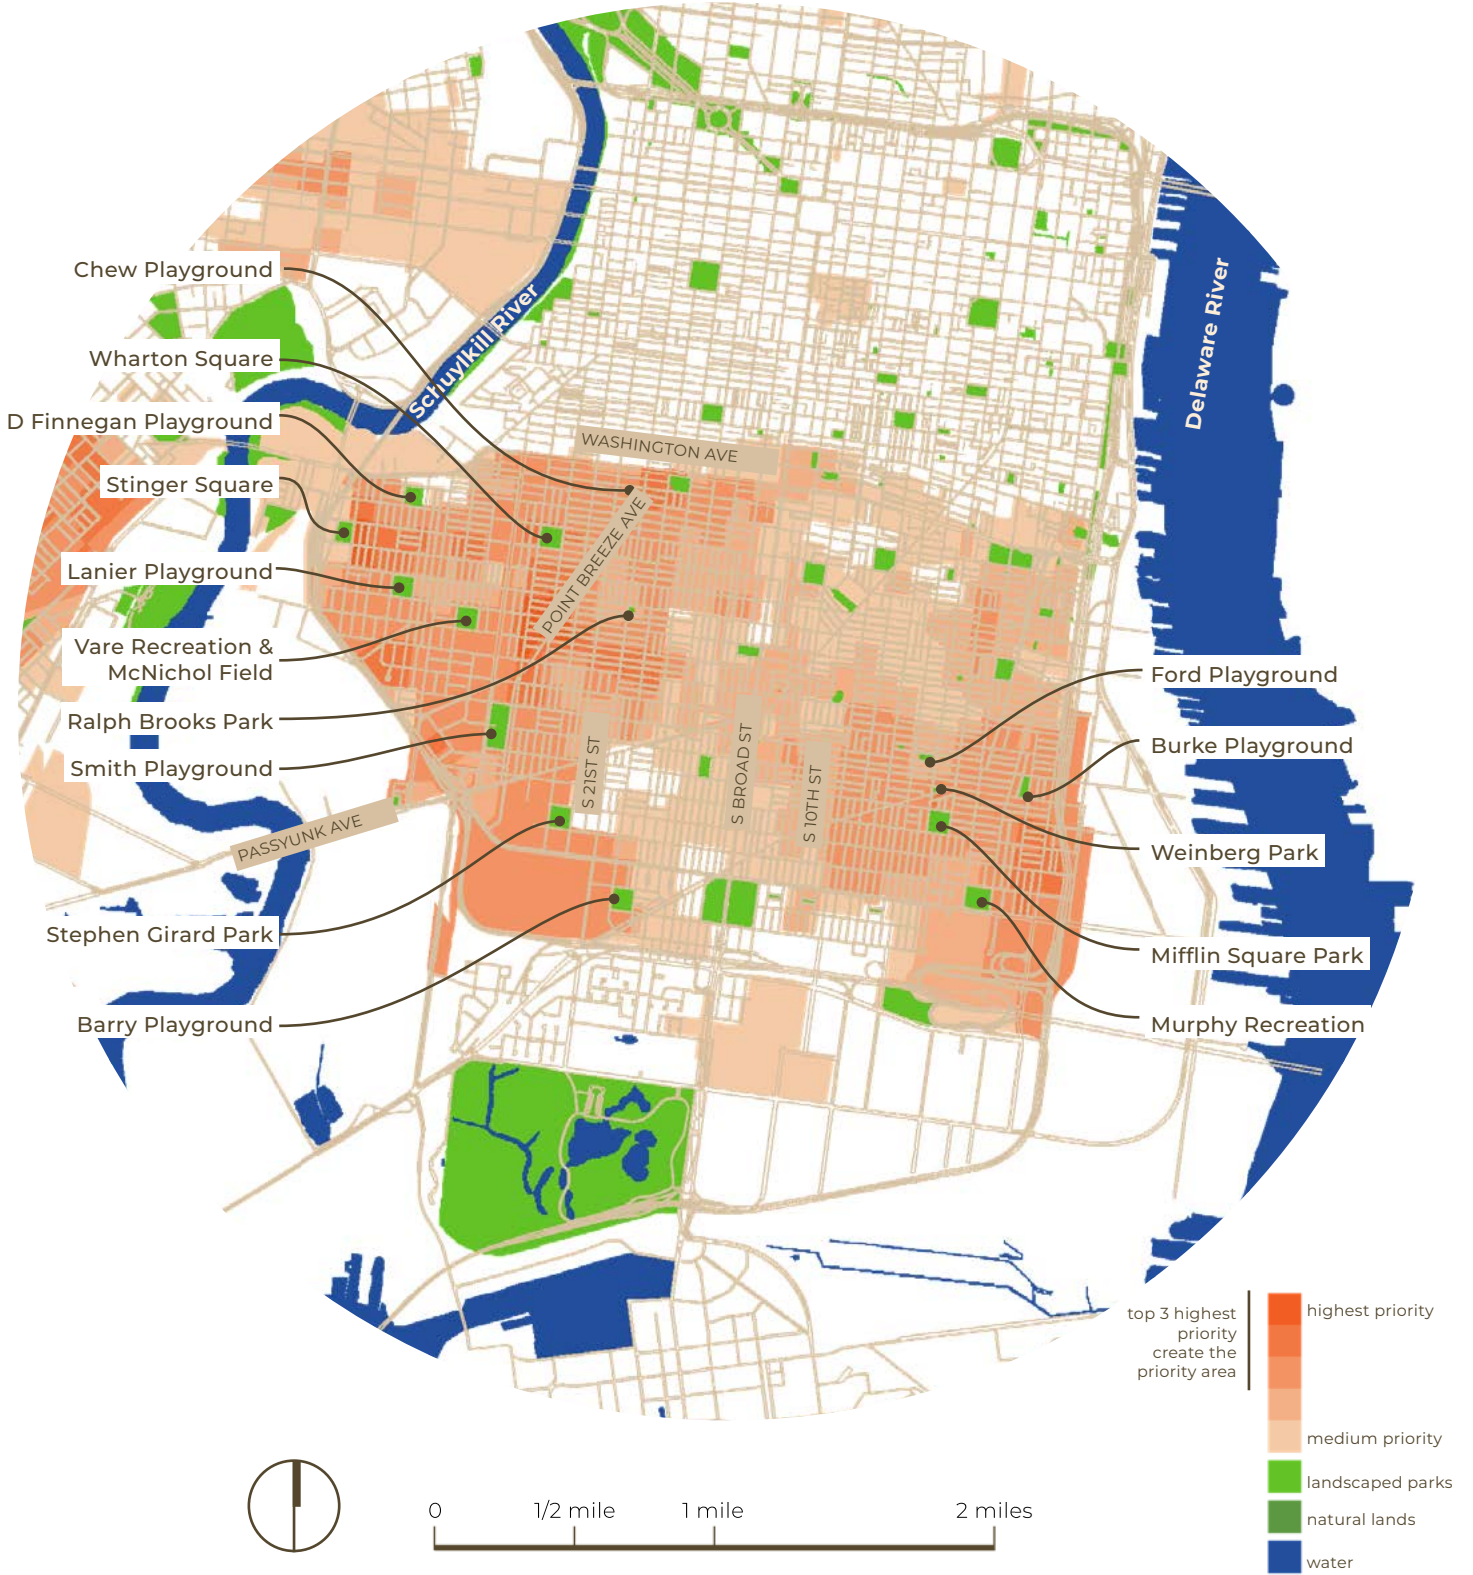 Chew Playground
Wharton Square
D Finnegan Playground
Stinger Square
Lanier Playground
Vare Recreation &
McNichol Field
Ralph Brooks Park
Smith Playground
PASSYUNK AVE
Stephen Girard Park
Barry Playground
Schuylkill River
WASHINGTON AVE
POINT BREEZE AVE
S 21ST ST
S BROAD ST
S 10TH ST
Delaware River
Ford Playground
Burke Playground
Weinberg Park
Mifflin Square Park
Murphy Recreation
top 3 highest
priority
create the
priority area
highest priority
medium priority
landscaped parks
natural lands
water
0 1/2 mile 1 mile 2 miles